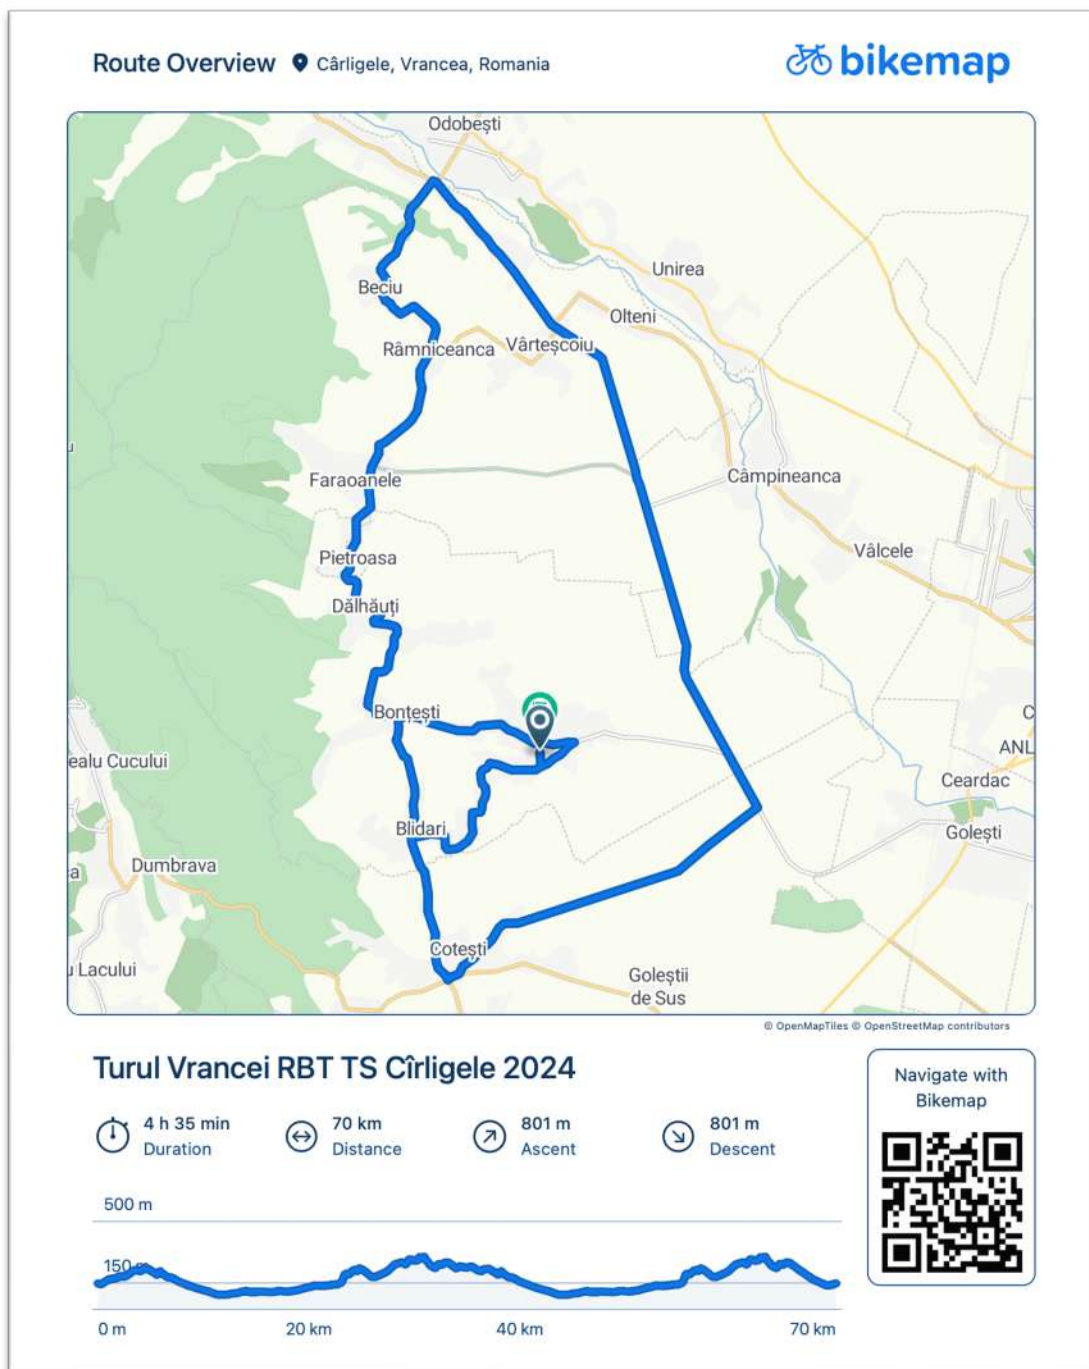 Route Overview Cârligele, Vrancea, Romania
bikemap
Odobești
Unirea
Beciu
Olteni
Râmniceanca
Vârteșcoiu
Faraoanele
Câmpineanca
Vâlcele
Pietroasa
Dălhăuți
Bontești
C
ANL
ealu Cucului
Ceardac
Blidari
Golești
Dumbrava
a
Cotești
u Lacului
Goleștii
de Sus
© OpenMapTiles © OpenStreetMap contributors
Turul Vrancei RBT TS Cîrligele 2024
4 h 35 min
Duration
70 km
Distance
801 m
Ascent
801 m
Descent
Navigate with
Bikemap
500 m
150 m
0 m
20 km
40 km
70 km